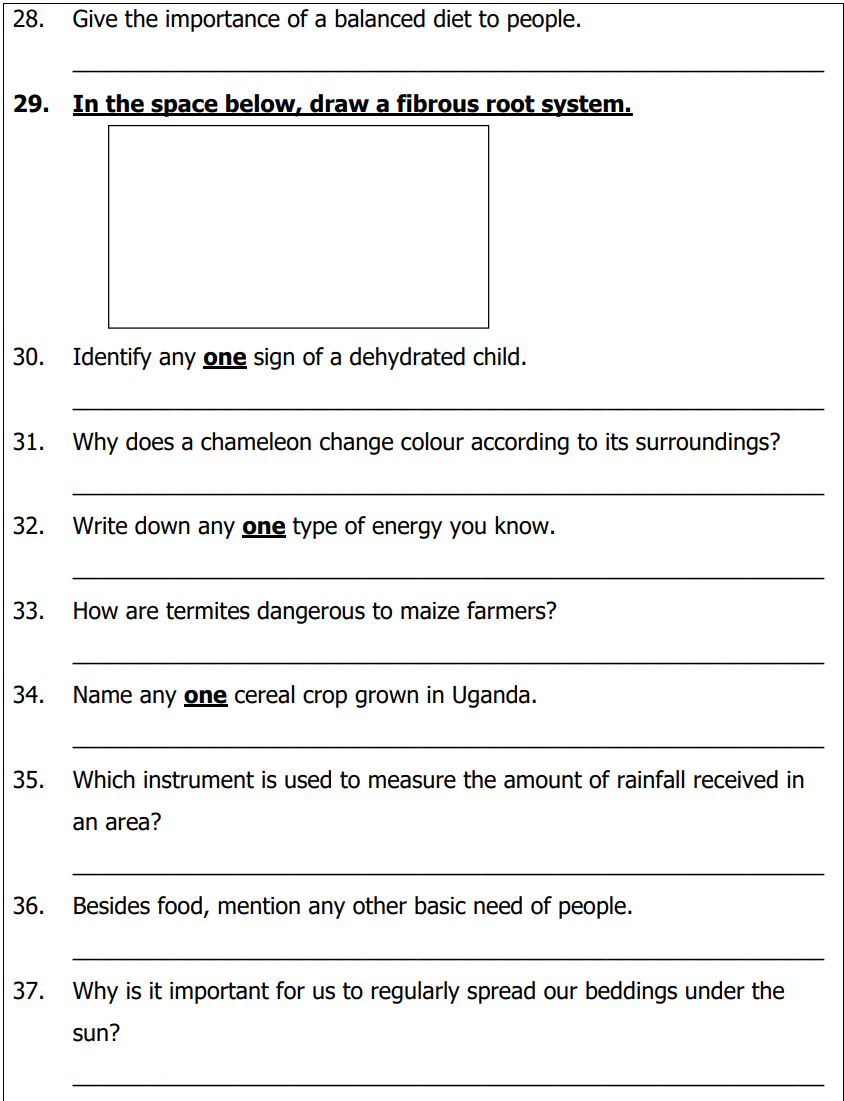 28. Give the importance of a balanced diet to people.
29. In the space below, draw a fibrous root system.
30. Identify any one sign of a dehydrated child.
31. Why does a chameleon change colour according to its surroundings?
32. Write down any one type of energy you know.
33. How are termites dangerous to maize farmers?
34. Name any one cereal crop grown in Uganda.
35. Which instrument is used to measure the amount of rainfall received in
an area?
36. Besides food, mention any other basic need of people.
37. Why is it important for us to regularly spread our beddings under the
sun?